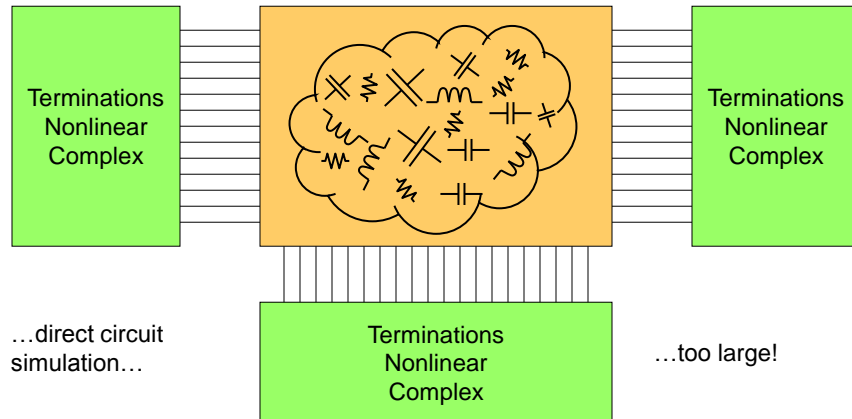 Terminations
Nonlinear
Complex
Terminations
Nonlinear
Complex
…direct circuit
simulation…
Terminations
Nonlinear
Complex
…too large!